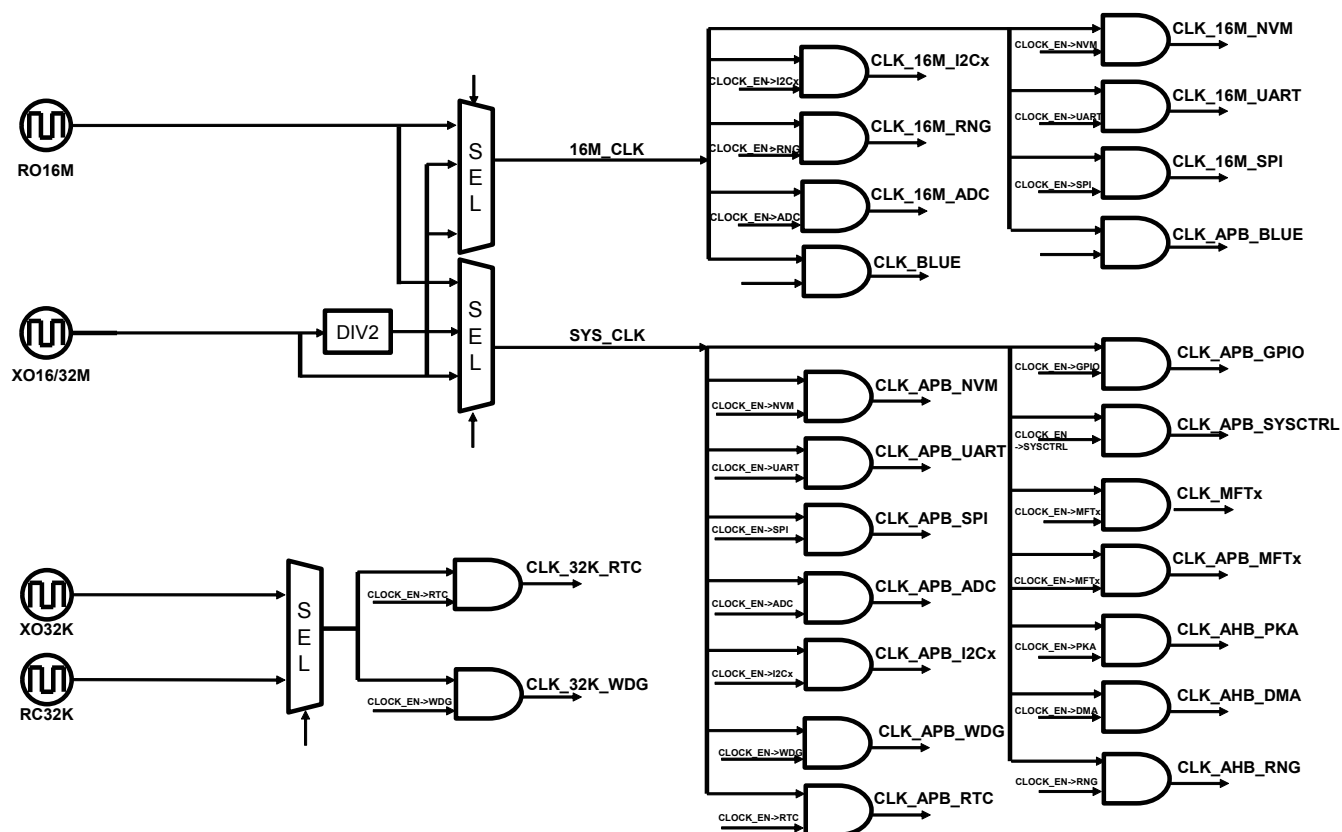 RO16M
XO16/32M
DIV2
SEL
SEL
16M_CLK
SYS_CLK
CLOCK_EN->I2Cx
CLK_16M_I2Cx
CLOCK_EN->RNG
CLK_16M_RNG
CLOCK_EN->ADC
CLK_16M_ADC
CLK_BLUE
CLOCK_EN->NVM
CLK_16M_NVM
CLOCK_EN->UART
CLK_16M_UART
CLOCK_EN->SPI
CLK_16M_SPI
CLK_APB_BLUE
CLOCK_EN->NVM
CLK_APB_NVM
CLOCK_EN->UART
CLK_APB_UART
CLOCK_EN->SPI
CLK_APB_SPI
CLOCK_EN->ADC
CLK_APB_ADC
CLOCK_EN->I2Cx
CLK_APB_I2Cx
CLOCK_EN->WDG
CLK_APB_WDG
CLOCK_EN->RTC
CLK_APB_RTC
CLOCK_EN->GPIO
CLK_APB_GPIO
CLOCK_EN
->SYSCTRL
CLK_APB_SYSCTRL
CLOCK_EN->MFTx
CLK_MFTx
CLOCK_EN->MFTx
CLK_APB_MFTx
CLOCK_EN->PKA
CLK_AHB_PKA
CLOCK_EN->DMA
CLK_AHB_DMA
CLOCK_EN->RNG
CLK_AHB_RNG
XO32K
RC32K
SEL
CLOCK_EN->RTC
CLK_32K_RTC
CLOCK_EN->WDG
CLK_32K_WDG